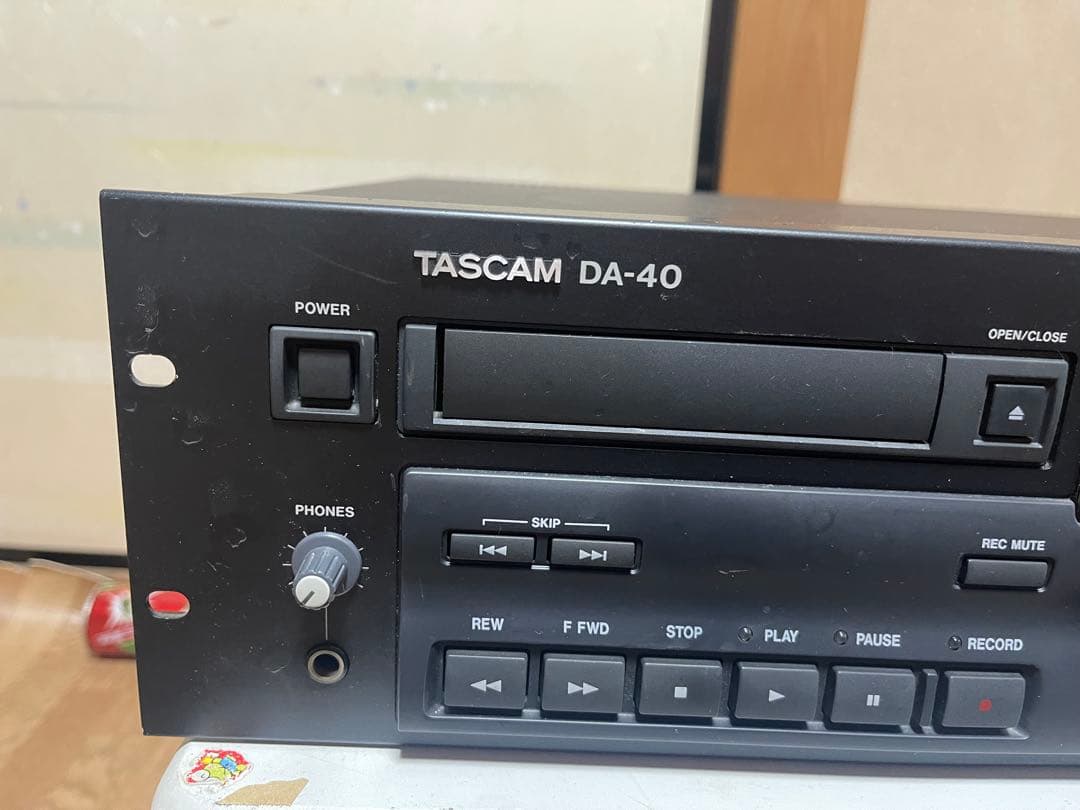 TASCAM DA-40
POWER
OPEN/CLOSE
PHONES
SKIP
REC MUTE
REW
F FWD
STOP
PLAY
PAUSE
RECORD